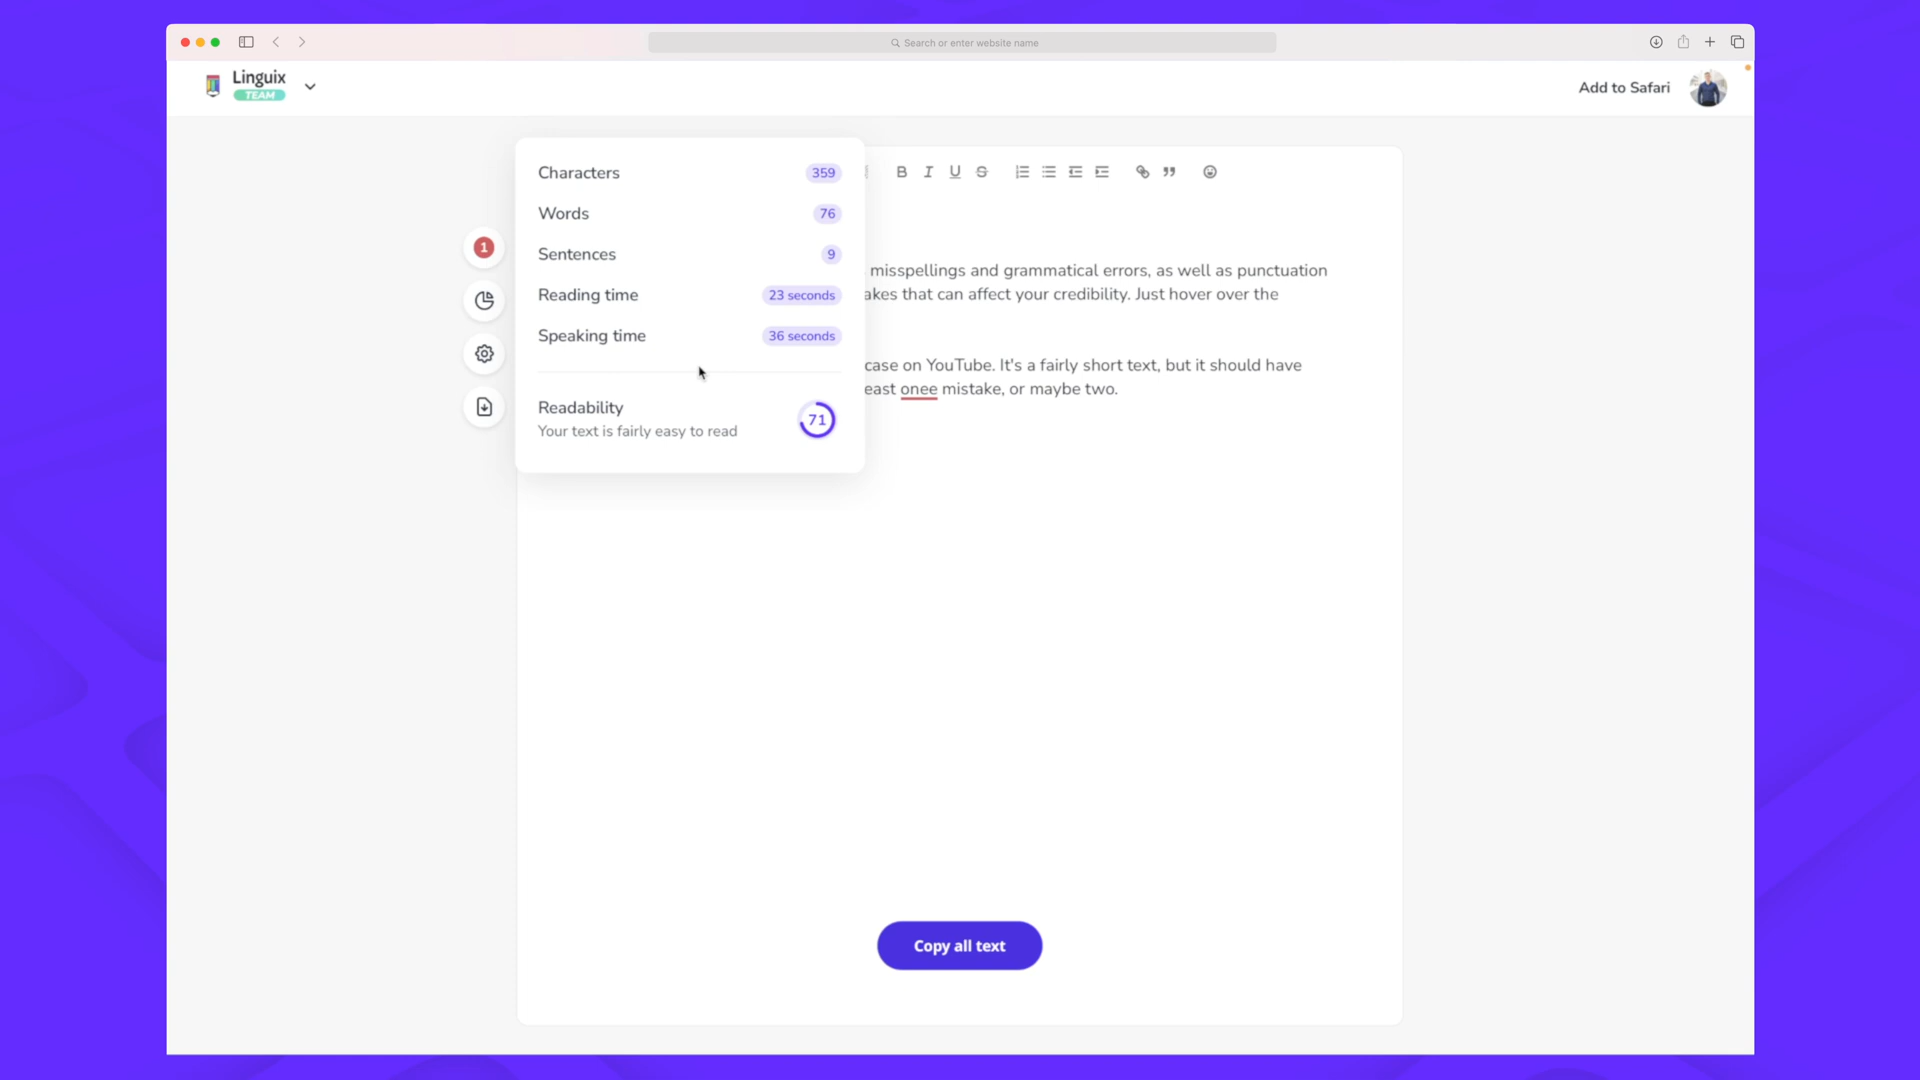 Search or enter website name
Linguix
TEAM
Add to Safari
Characters 359
Words 76
Sentences 9
Reading time 23 seconds
Speaking time 36 seconds
Readability
Your text is fairly easy to read
71
1
B I U S
misspellings and grammatical errors, as well as punctuation
akes that can affect your credibility. Just hover over the
case on YouTube. It's a fairly short text, but it should have
east onee mistake, or maybe two.
Copy all text